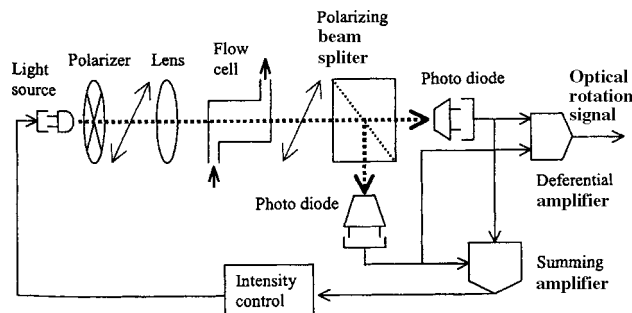 Light
source
Polarizer
Lens
Flow
cell
Polarizing
beam
spliter
Photo diode
Optical
rotation
signal
Photo diode
Deferential
amplifier
Intensity
control
Summing
amplifier